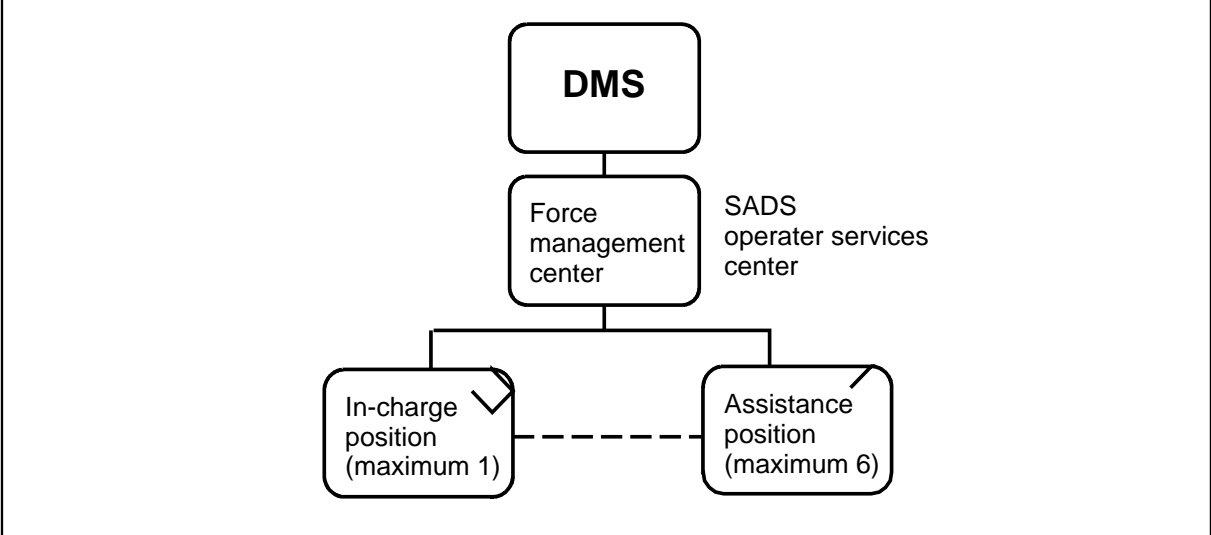 DMS
Force
management
center
SADS
operater services
center
In-charge
position
(maximum 1)
Assistance
position
(maximum 6)